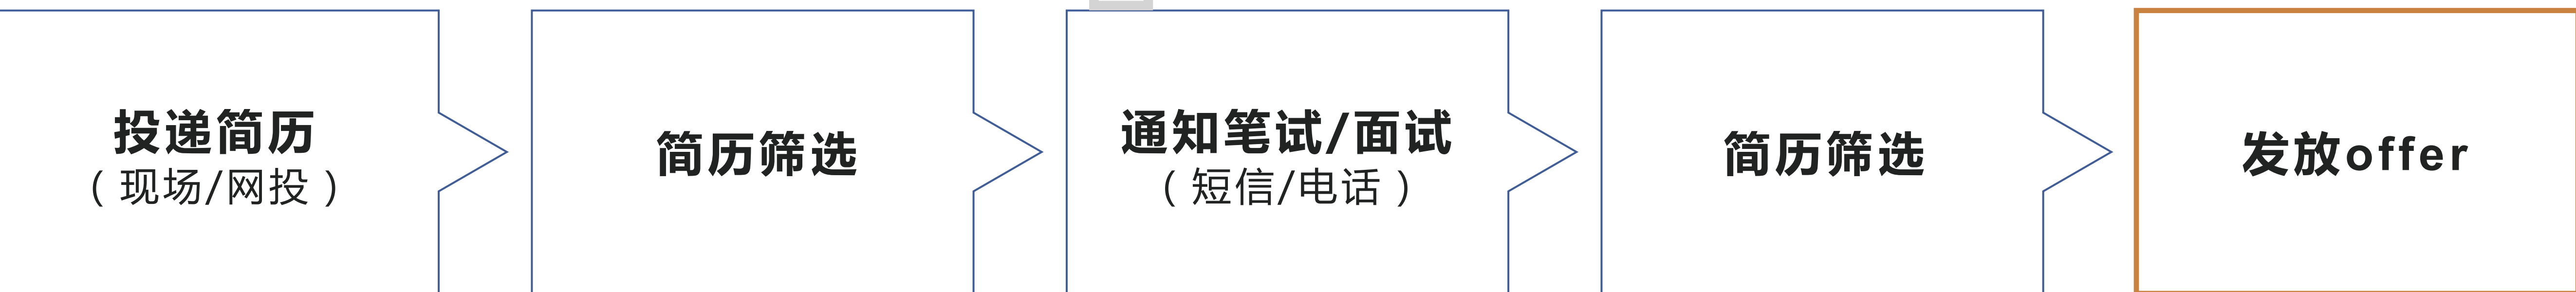 投递简历
（现场/网投）
简历筛选
通知笔试/面试
（短信/电话）
简历筛选
发放offer